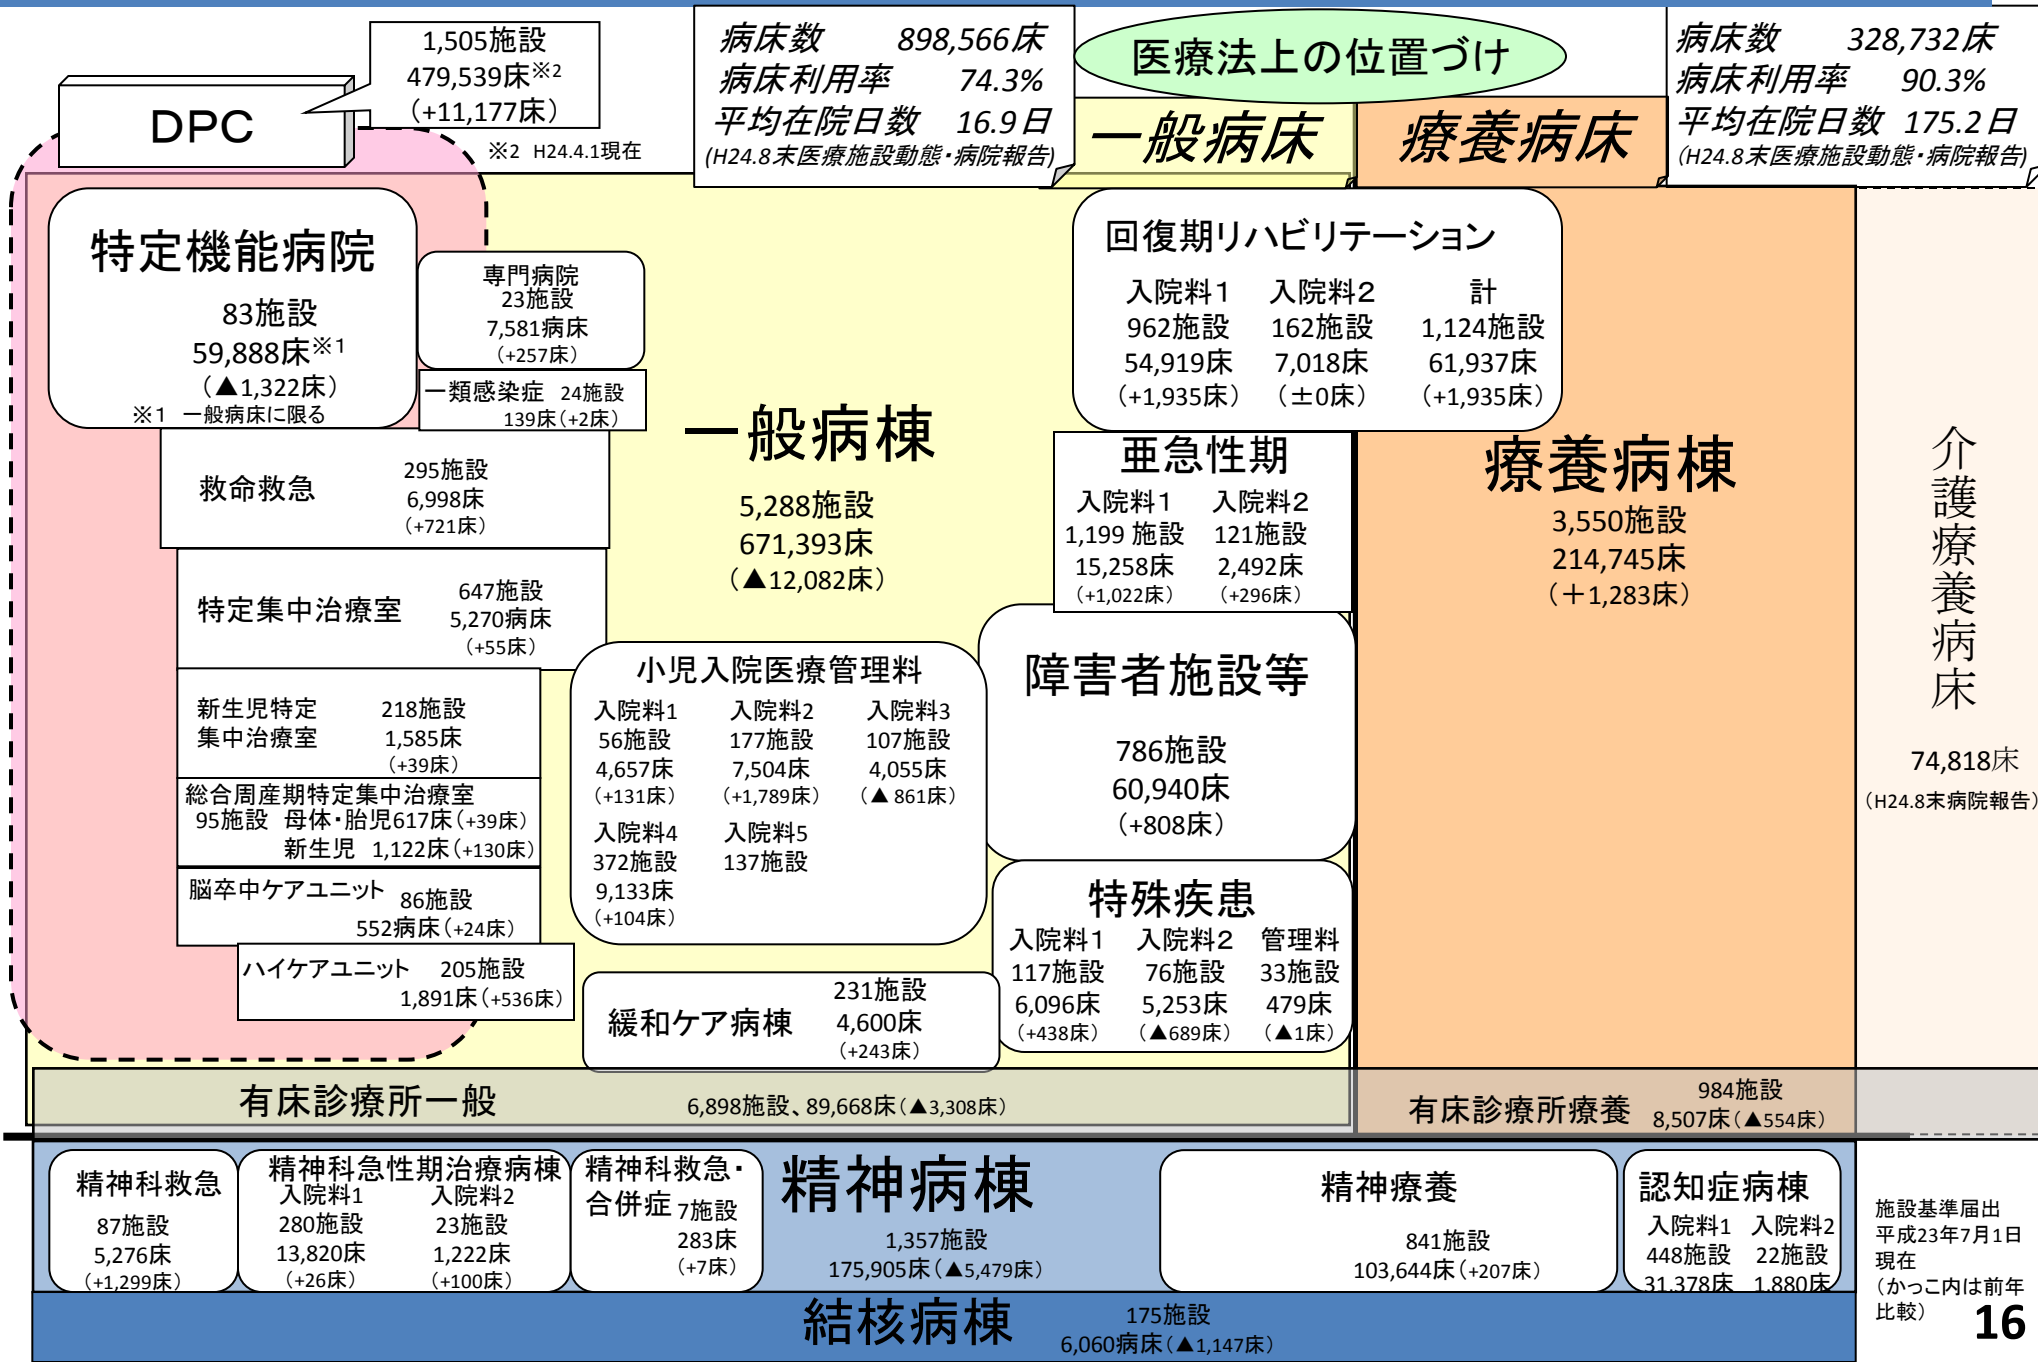 1,505施設
479,539床※2
(+11,177床)
DPC
※2 H24.4.1現在
病床数 898,566床
病床利用率 74.3%
平均在院日数 16.9日
(H24.8末医療施設動態・病院報告)
医療法上の位置づけ
一般病床
療養病床
病床数 328,732床
病床利用率 90.3%
平均在院日数 175.2日
(H24.8末医療施設動態・病院報告)
特定機能病院
83施設
59,888床※1
(▲1,322床)
※1 一般病床に限る
専門病院
23施設
7,581病床
(+257床)
一類感染症 24施設
139床(+2床)
救命救急
295施設
6,998床
(+721床)
特定集中治療室
647施設
5,270病床
(+55床)
新生児特定
集中治療室
218施設
1,585床
(+39床)
総合周産期特定集中治療室
95施設 母体・胎児617床(+39床)
新生児 1,122床(+130床)
脳卒中ケアユニット 86施設
552病床(+24床)
ハイケアユニット 205施設
1,891床(+536床)
一般病棟
5,288施設
671,393床
(▲12,082床)
小児入院医療管理料
入院料1 入院料2 入院料3
56施設 177施設 107施設
4,657床 7,504床 4,055床
(+131床) (+1,789床) (▲ 861床)
入院料4 入院料5
372施設 137施設
9,133床
(+104床)
緩和ケア病棟
231施設
4,600床
(+243床)
回復期リハビリテーション
入院料1 入院料2 計
962施設 162施設 1,124施設
54,919床 7,018床 61,937床
(+1,935床) (±0床) (+1,935床)
亜急性期
入院料1 入院料2
1,199 施設 121施設
15,258床 2,492床
(+1,022床) (+296床)
障害者施設等
786施設
60,940床
(+808床)
特殊疾患
入院料1 入院料2 管理料
117施設 76施設 33施設
6,096床 5,253床 479床
(+438床) (▲689床) (▲1床)
療養病棟
3,550施設
214,745床
(+1,283床)
介護療養病床
74,818床
(H24.8末病院報告)
有床診療所一般 6,898施設、89,668床(▲3,308床)
有床診療所療養
984施設
8,507床(▲554床)
精神科救急
87施設
5,276床
(+1,299床)
精神科急性期治療病棟
入院料1 入院料2
280施設 23施設
13,820床 1,222床
(+26床) (+100床)
精神科救急・
合併症 7施設
283床
(+7床)
精神病棟
1,357施設
175,905床(▲5,479床)
精神療養
841施設
103,644床(+207床)
認知症病棟
入院料1 入院料2
448施設 22施設
31,378床 1,880床
結核病棟
175施設
6,060病床(▲1,147床)
施設基準届出
平成23年7月1日
現在
(かっこ内は前年
比較)
16